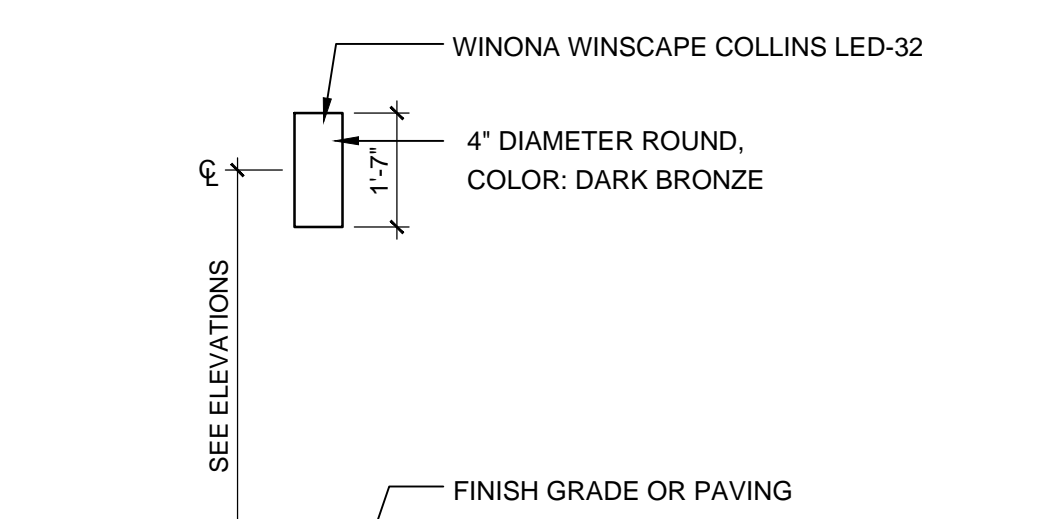 WINONA WINSCAPE COLLINS LED-32
4" DIAMETER ROUND,
COLOR: DARK BRONZE
1'-7"
℄
SEE ELEVATIONS
FINISH GRADE OR PAVING